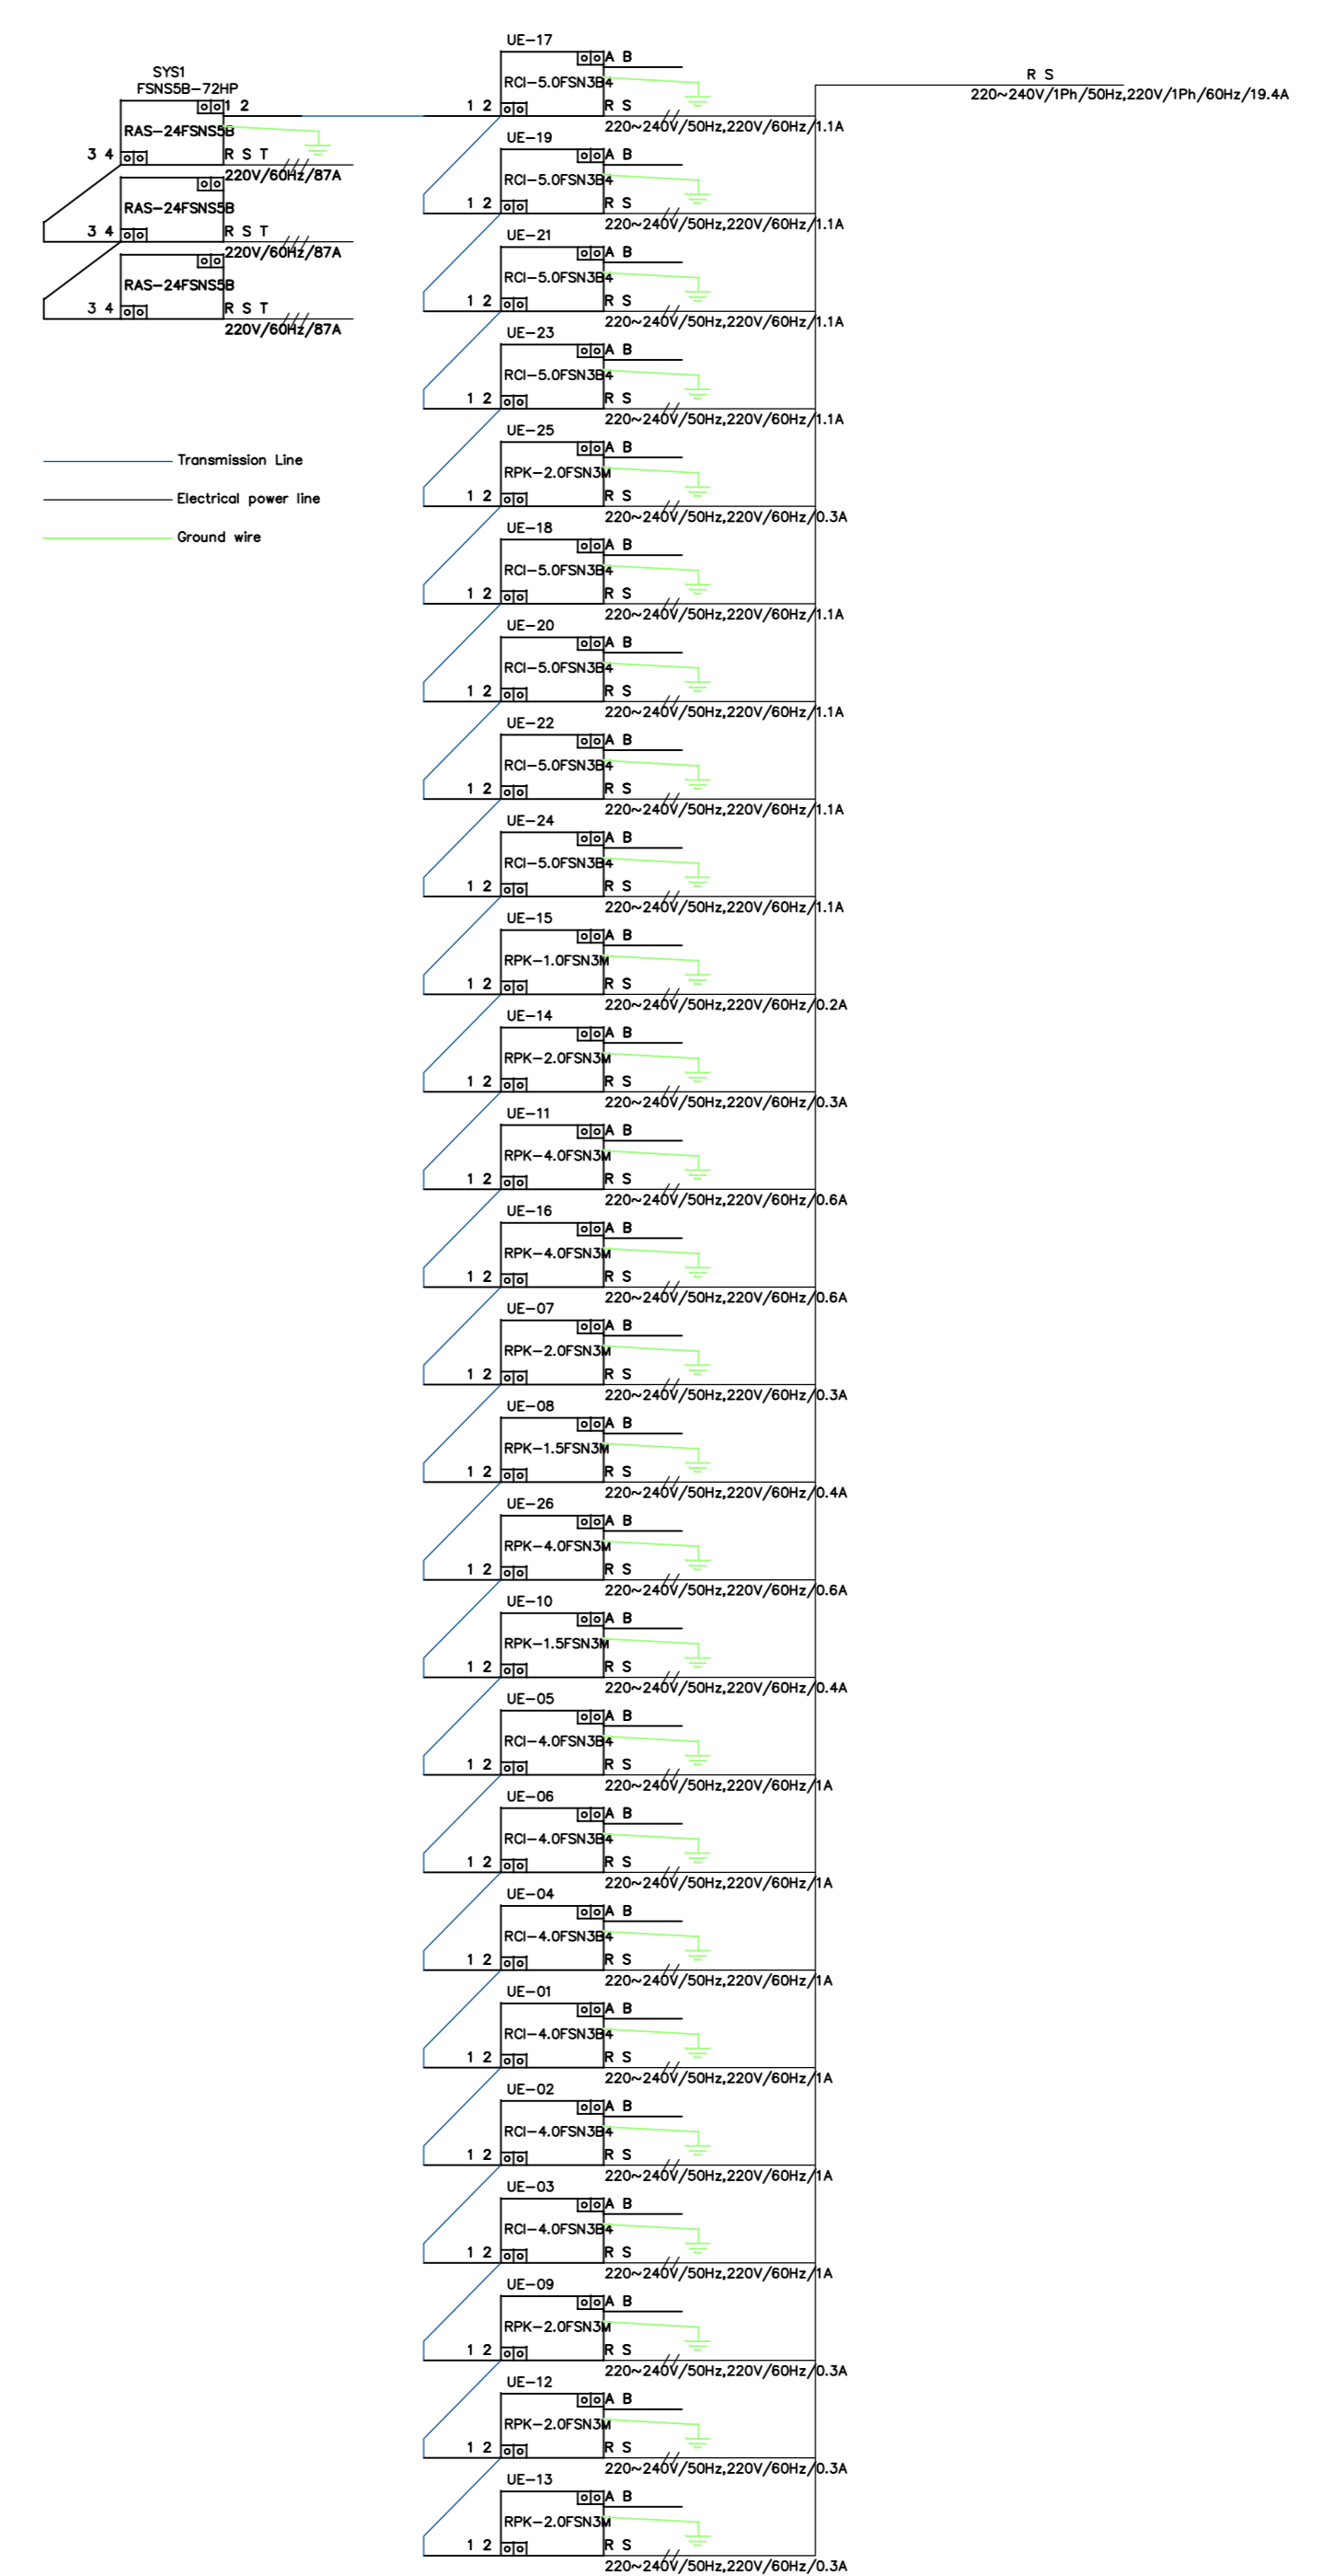 SYS1
FSNS5B-72HP
1 2
RAS-24FSNS5B
3 4
R S T
220V/60Hz/87A
RAS-24FSNS5B
3 4
R S T
220V/60Hz/87A
RAS-24FSNS5B
3 4
R S T
220V/60Hz/87A
Transmission Line
Electrical power line
Ground wire
UE-17
A B
RCI-5.0FSN3B4
1 2
R S
220~240V/50Hz,220V/60Hz/1.1A
UE-19
A B
RCI-5.0FSN3B4
1 2
R S
220~240V/50Hz,220V/60Hz/1.1A
UE-21
A B
RCI-5.0FSN3B4
1 2
R S
220~240V/50Hz,220V/60Hz/1.1A
UE-23
A B
RCI-5.0FSN3B4
1 2
R S
220~240V/50Hz,220V/60Hz/1.1A
UE-25
A B
RPK-2.0FSN3M
1 2
R S
220~240V/50Hz,220V/60Hz/0.3A
UE-18
A B
RCI-5.0FSN3B4
1 2
R S
220~240V/50Hz,220V/60Hz/1.1A
UE-20
A B
RCI-5.0FSN3B4
1 2
R S
220~240V/50Hz,220V/60Hz/1.1A
UE-22
A B
RCI-5.0FSN3B4
1 2
R S
220~240V/50Hz,220V/60Hz/1.1A
UE-24
A B
RCI-5.0FSN3B4
1 2
R S
220~240V/50Hz,220V/60Hz/1.1A
UE-15
A B
RPK-1.0FSN3M
1 2
R S
220~240V/50Hz,220V/60Hz/0.2A
UE-14
A B
RPK-2.0FSN3M
1 2
R S
220~240V/50Hz,220V/60Hz/0.3A
UE-11
A B
RPK-4.0FSN3M
1 2
R S
220~240V/50Hz,220V/60Hz/0.6A
UE-16
A B
RPK-4.0FSN3M
1 2
R S
220~240V/50Hz,220V/60Hz/0.6A
UE-07
A B
RPK-2.0FSN3M
1 2
R S
220~240V/50Hz,220V/60Hz/0.3A
UE-08
A B
RPK-1.5FSN3M
1 2
R S
220~240V/50Hz,220V/60Hz/0.4A
UE-26
A B
RPK-4.0FSN3M
1 2
R S
220~240V/50Hz,220V/60Hz/0.6A
UE-10
A B
RPK-1.5FSN3M
1 2
R S
220~240V/50Hz,220V/60Hz/0.4A
UE-05
A B
RCI-4.0FSN3B4
1 2
R S
220~240V/50Hz,220V/60Hz/1A
UE-06
A B
RCI-4.0FSN3B4
1 2
R S
220~240V/50Hz,220V/60Hz/1A
UE-04
A B
RCI-4.0FSN3B4
1 2
R S
220~240V/50Hz,220V/60Hz/1A
UE-01
A B
RCI-4.0FSN3B4
1 2
R S
220~240V/50Hz,220V/60Hz/1A
UE-02
A B
RCI-4.0FSN3B4
1 2
R S
220~240V/50Hz,220V/60Hz/1A
UE-03
A B
RCI-4.0FSN3B4
1 2
R S
220~240V/50Hz,220V/60Hz/1A
UE-09
A B
RPK-2.0FSN3M
1 2
R S
220~240V/50Hz,220V/60Hz/0.3A
UE-12
A B
RPK-2.0FSN3M
1 2
R S
220~240V/50Hz,220V/60Hz/0.3A
UE-13
A B
RPK-2.0FSN3M
1 2
R S
220~240V/50Hz,220V/60Hz/0.3A
R S
220~240V/1Ph/50Hz,220V/1Ph/60Hz/19.4A